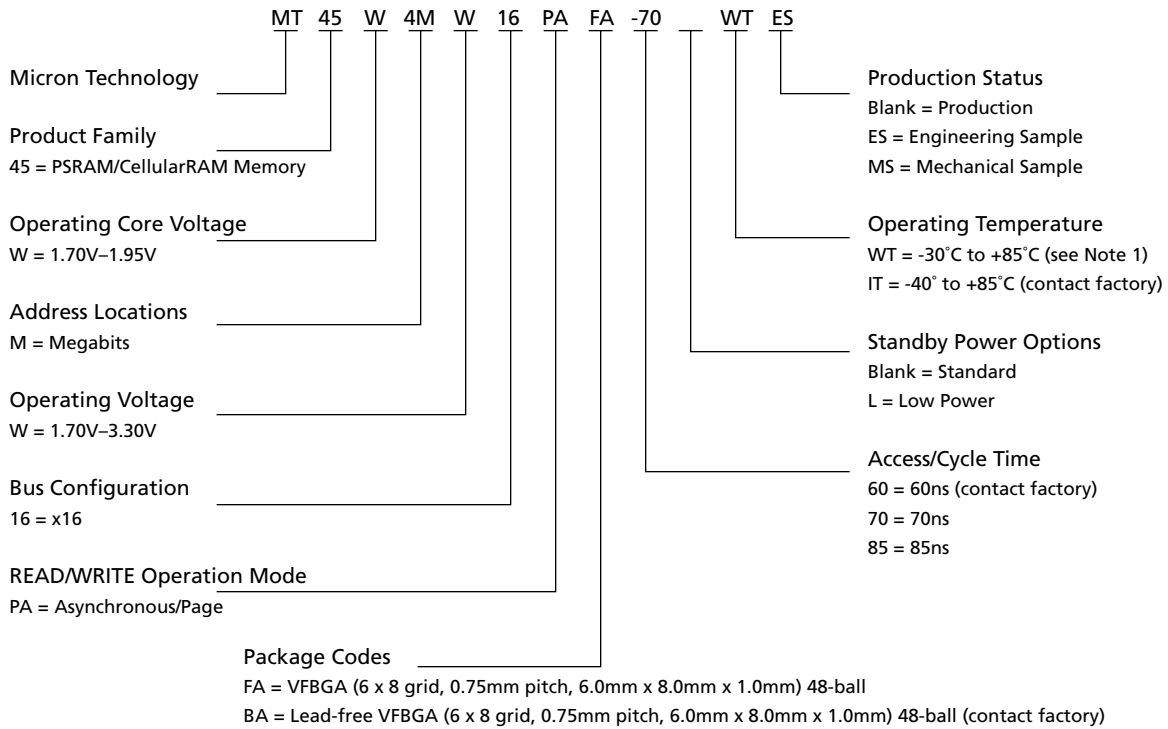 MT 45 W 4M W 16 PA FA -70 WT ES
Micron Technology
Product Family
45 = PSRAM/CellularRAM Memory
Operating Core Voltage
W = 1.70V–1.95V
Address Locations
M = Megabits
Operating Voltage
W = 1.70V–3.30V
Bus Configuration
16 = x16
READ/WRITE Operation Mode
PA = Asynchronous/Page
Package Codes
FA = VFBGA (6 x 8 grid, 0.75mm pitch, 6.0mm x 8.0mm x 1.0mm) 48-ball
BA = Lead-free VFBGA (6 x 8 grid, 0.75mm pitch, 6.0mm x 8.0mm x 1.0mm) 48-ball (contact factory)
Production Status
Blank = Production
ES = Engineering Sample
MS = Mechanical Sample
Operating Temperature
WT = -30˚C to +85˚C (see Note 1)
IT = -40˚ to +85˚C (contact factory)
Standby Power Options
Blank = Standard
L = Low Power
Access/Cycle Time
60 = 60ns (contact factory)
70 = 70ns
85 = 85ns